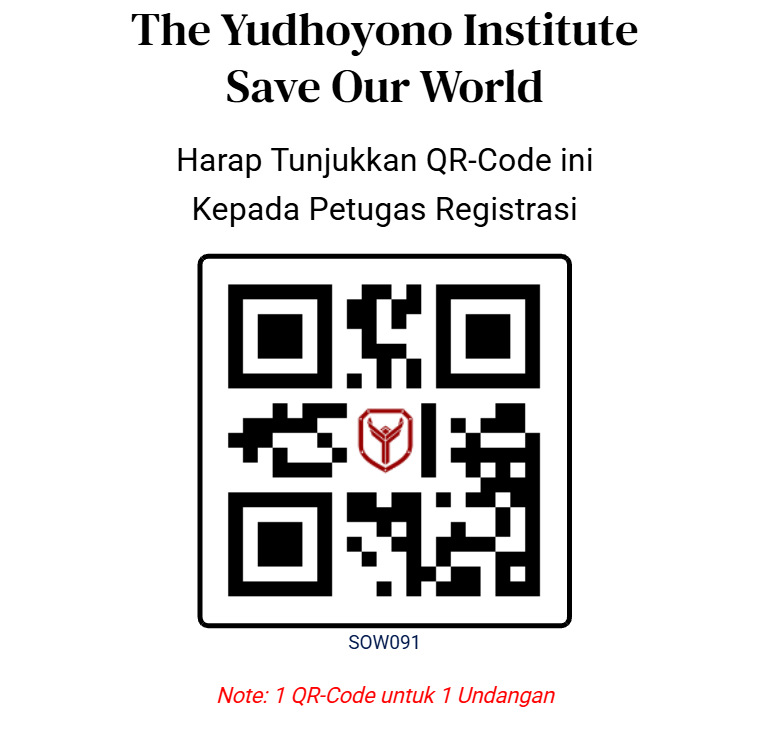 The Yudhoyono Institute
Save Our World
Harap Tunjukkan QR-Code ini
Kepada Petugas Registrasi
SOW091
Note: 1 QR-Code untuk 1 Undangan